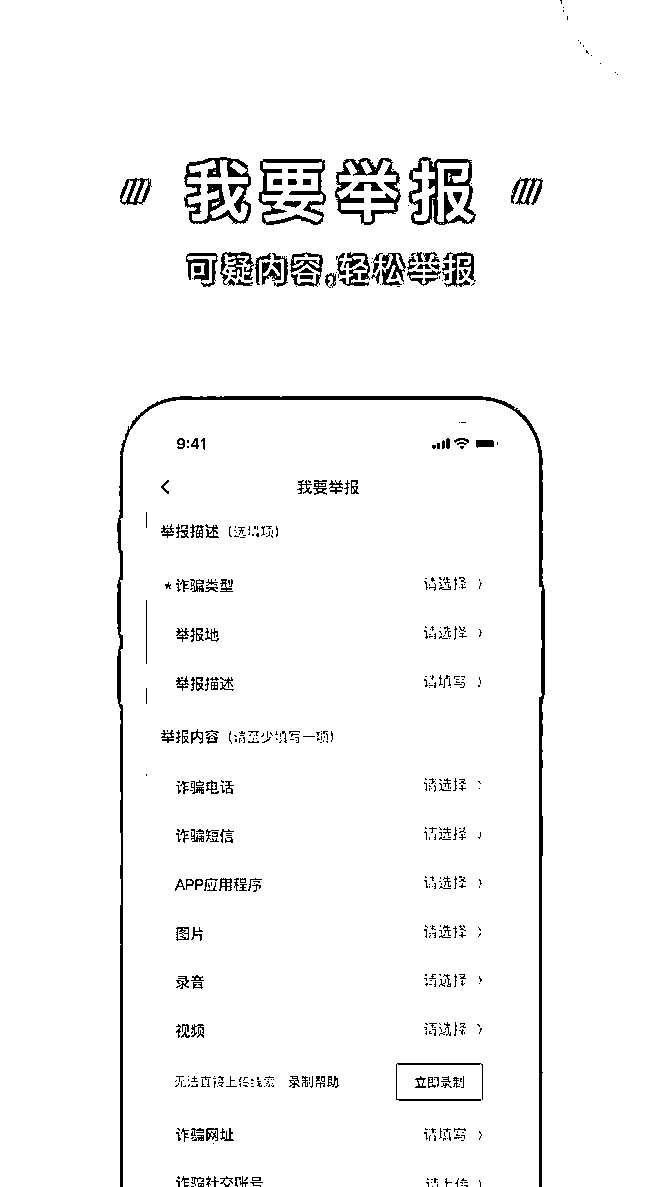 我要举报
可疑内容,轻松举报
9:41
我要举报
举报描述（选填项）
* 诈骗类型 请选择
举报地 请选择
举报描述 请填写
举报内容（请至少填写一项）
诈骗电话 请选择
诈骗短信 请选择
APP应用程序 请选择
图片 请选择
录音 请选择
视频 请选择
无法直接上传线索 录制帮助 立即录制
诈骗网址 请填写
诈骗社交账号 请上传